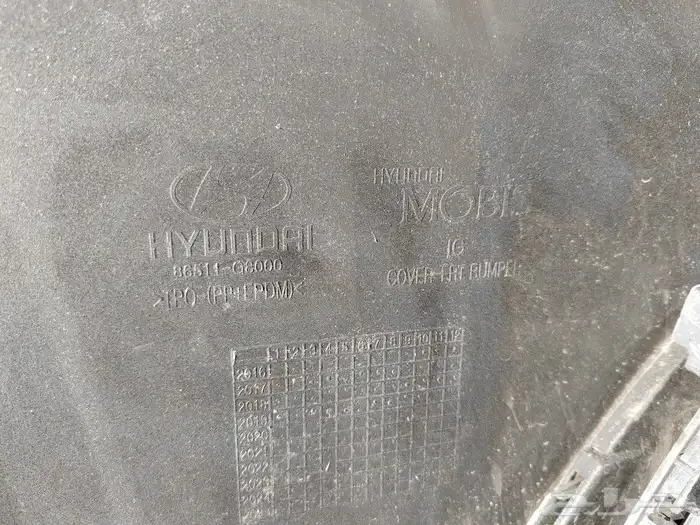 HYUNDAI
86511-G8000
>TPO-(PP+EPDM)<
HYUNDAI
MOBIS
IG
COVER-FRT BUMPER
1 2 3 4 5 6 7 8 9 10 11 12
2016
2017
2018
2019
2020
2021
2022
حراج